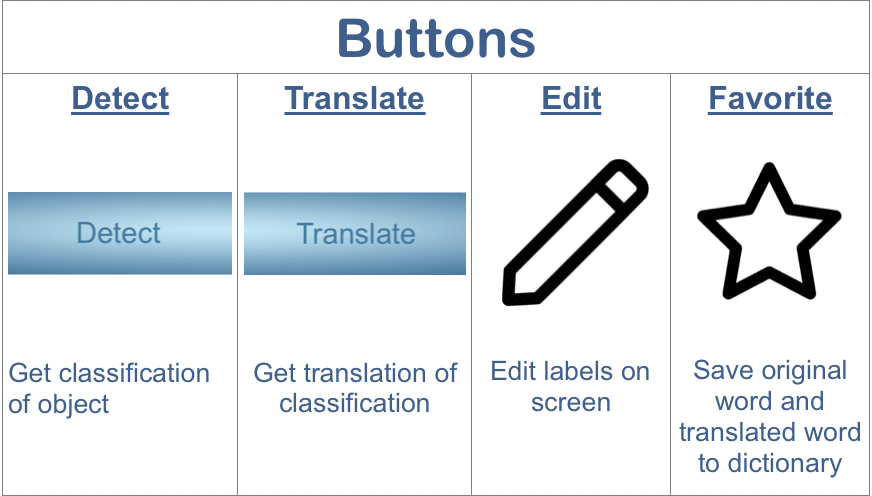 Buttons
Detect
Translate
Edit
Favorite
Detect
Translate
Get classification
of object
Get translation of
classification
Edit labels on
screen
Save original
word and
translated word
to dictionary